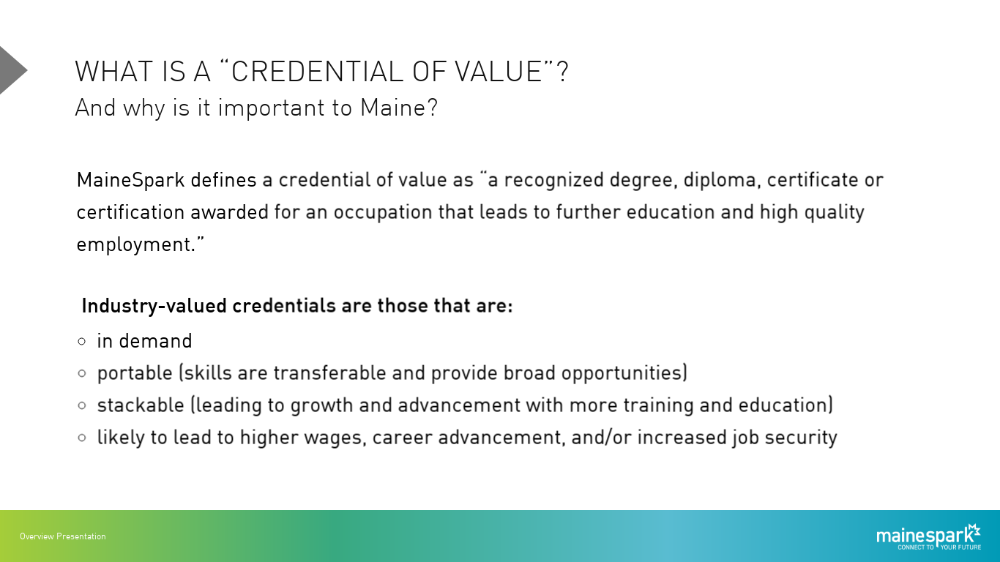 WHAT IS A “CREDENTIAL OF VALUE”?
And why is it important to Maine?
MaineSpark defines a credential of value as “a recognized degree, diploma, certificate or
certification awarded for an occupation that leads to further education and high quality
employment.”
Industry-valued credentials are those that are:
○ in demand
○ portable (skills are transferable and provide broad opportunities)
○ stackable (leading to growth and advancement with more training and education)
○ likely to lead to higher wages, career advancement, and/or increased job security
Overview Presentation
mainespark
CONNECT TO YOUR FUTURE